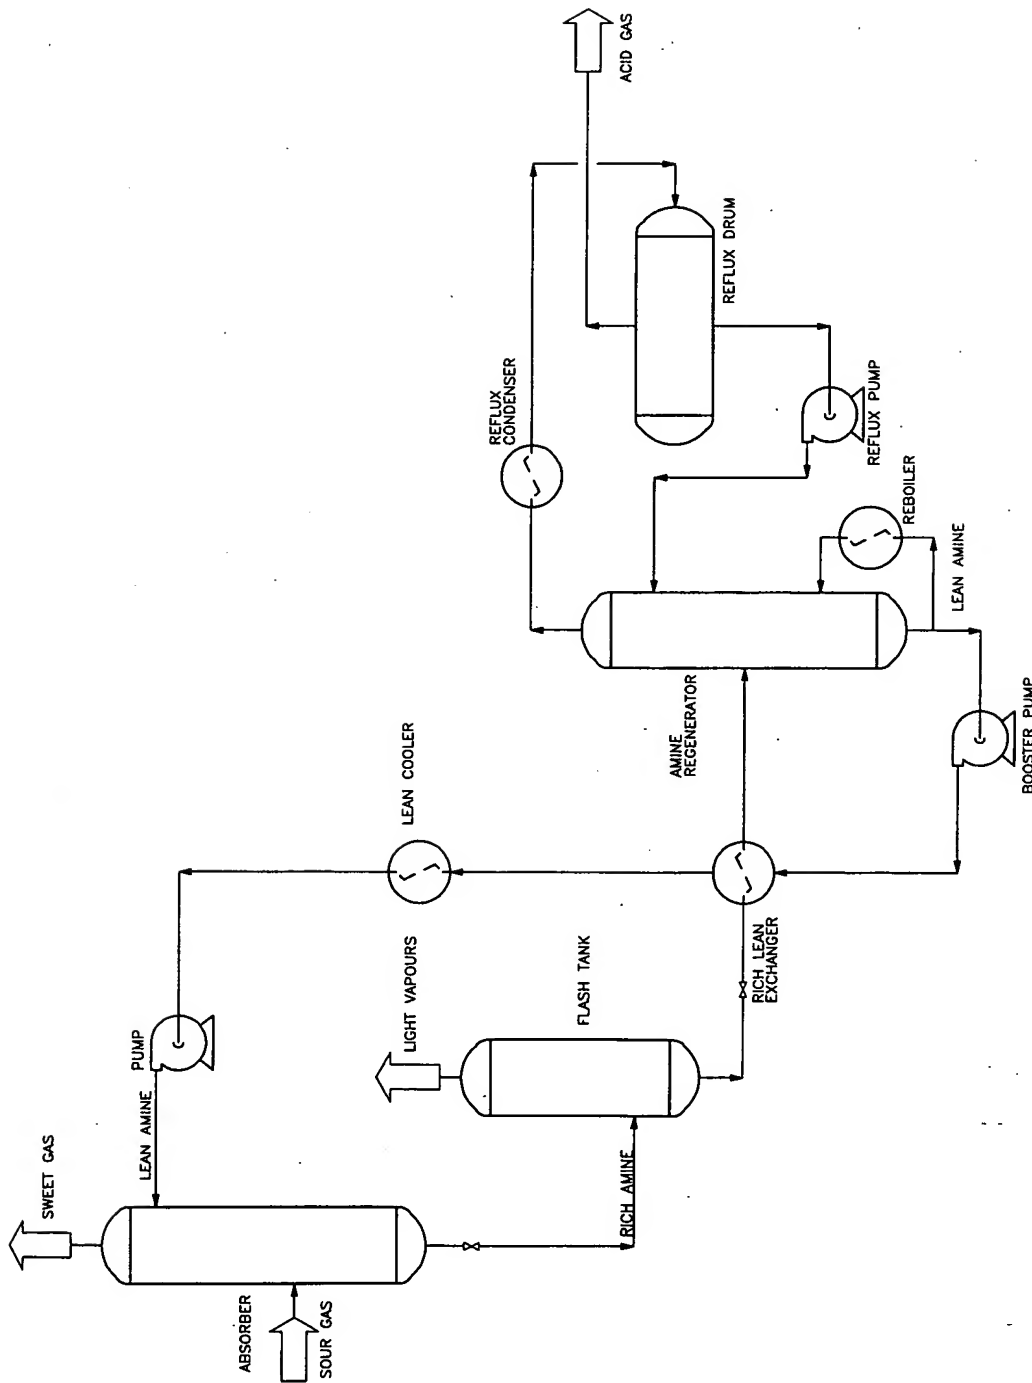 SWEET GAS
LEAN AMINE
PUMP
ABSORBER
SOUR GAS
RICH AMINE
LIGHT VAPOURS
FLASH TANK
LEAN COOLER
RICH LEAN
EXCHANGER
AMINE
REGENERATOR
BOOSTER PUMP
LEAN AMINE
REBOILER
REFLUX
CONDENSER
REFLUX PUMP
REFLUX DRUM
ACID GAS